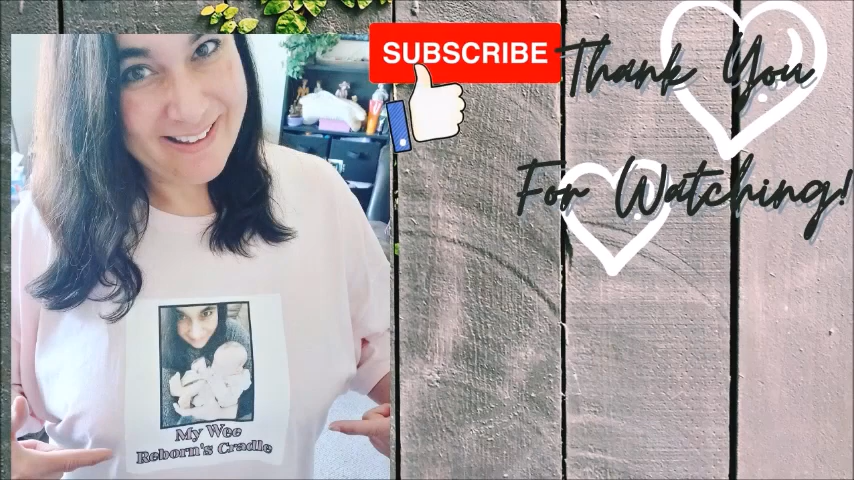 SUBSCRIBE
Thank You
For Watching!
My Wee
Reborn's Cradle